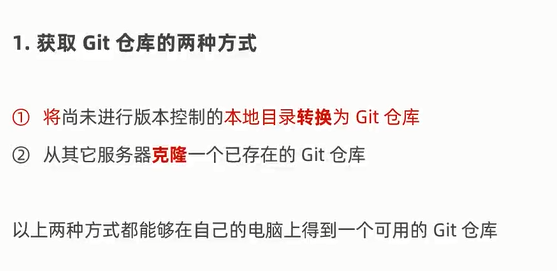 1. 获取 Git 仓库的两种方式
① 将尚未进行版本控制的本地目录转换为 Git 仓库
② 从其它服务器克隆一个已存在的 Git 仓库
以上两种方式都能够在自己的电脑上得到一个可用的 Git 仓库